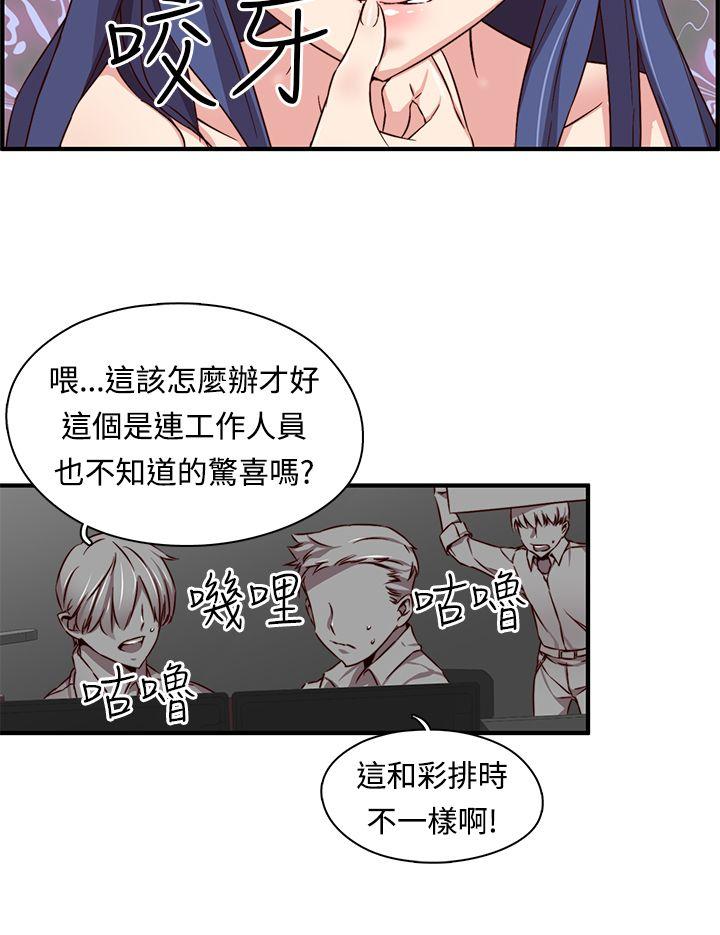 咬牙
喂...這該怎麼辦才好
這個是連工作人員
也不知道的驚喜嗎?
嘰哩
咕嚕
咕嚕
這和彩排時
不一樣啊!